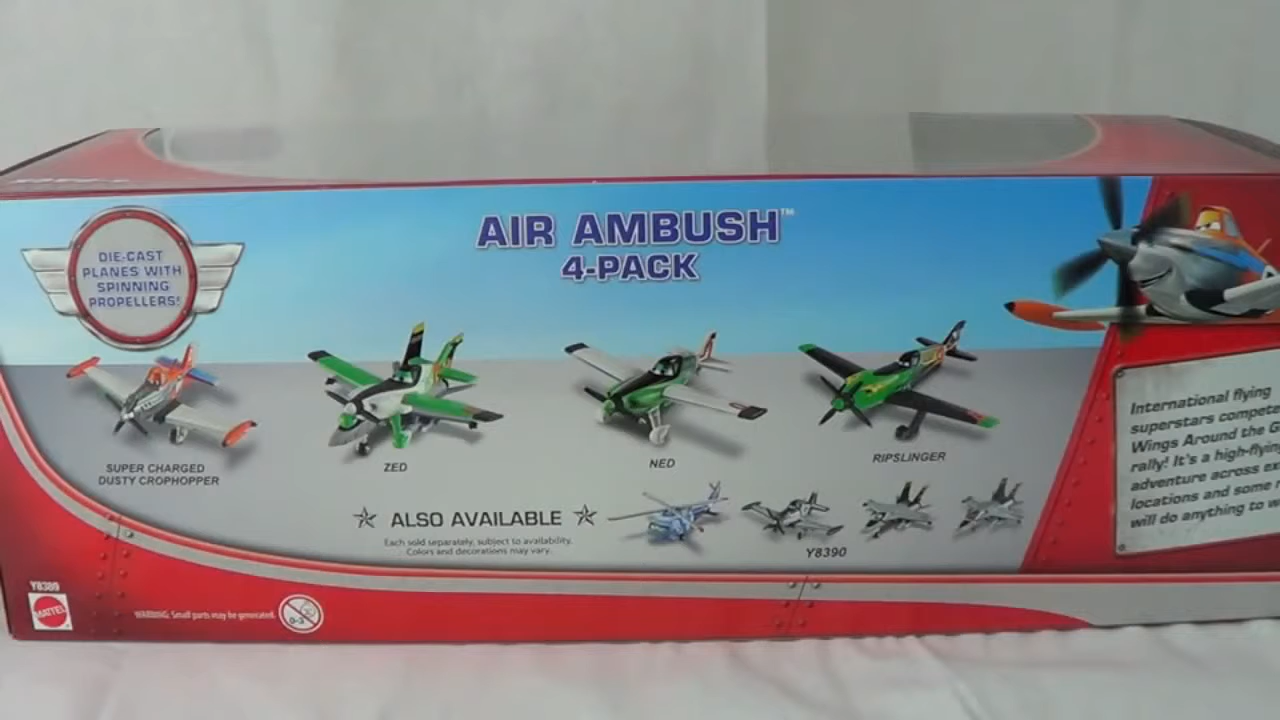 AIR AMBUSH™
4-PACK
DIE-CAST
PLANES WITH
SPINNING
PROPELLERS!
SUPER CHARGED
DUSTY CROPHOPPER
ZED
NED
RIPSLINGER
ALSO AVAILABLE
Each sold separately, subject to availability.
Colors and decorations may vary.
Y8390
International flying
superstars compete
Wings Around the G
rally! It's a high-flying
adventure across ex
locations and some
will do anything to w
Y8389
MATTEL
WARNING: Small parts may be generated.
0-3